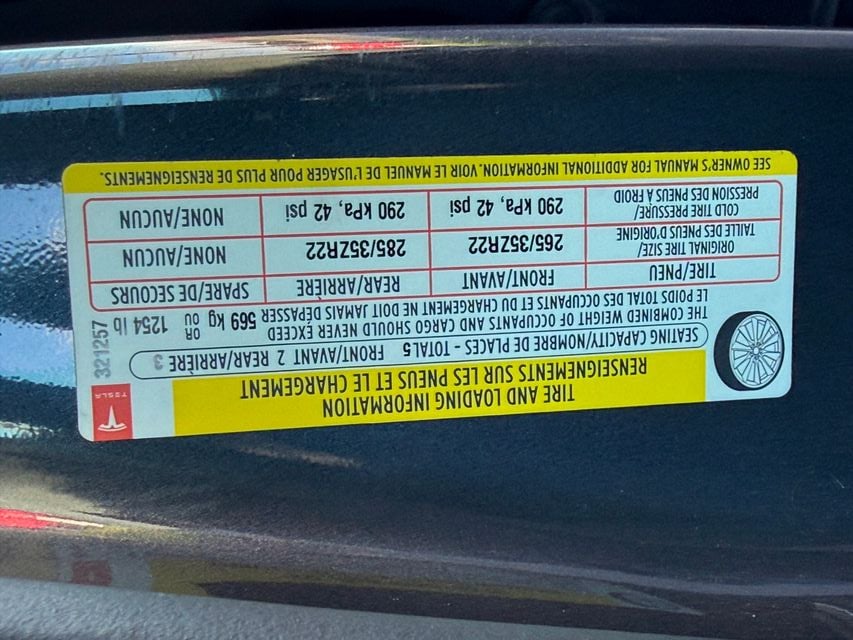 TIRE AND LOADING INFORMATION
RENSEIGNEMENTS SUR LES PNEUS ET LE CHARGEMENT
TESLA
SEATING CAPACITY/NOMBRE DE PLACES - TOTAL 5 FRONT/AVANT 2 REAR/ARRIÈRE 3
THE COMBINED WEIGHT OF OCCUPANTS AND CARGO SHOULD NEVER EXCEED
LE POIDS TOTAL DES OCCUPANTS ET DU CHARGEMENT DOIT JAMAIS DÉPASSER
569 kg OR OU 1254 lb
321257
TIRE/PNEU FRONT/AVANT REAR/ARRIÈRE SPARE/DE SECOURS
ORIGINAL TIRE SIZE/
TAILLE DES PNEUS D'ORIGINE 265/35ZR22 285/35ZR22 NONE/AUCUN
COLD TIRE PRESSURE/
PRESSION DES PNEUS À FROID 290 kPa, 42 psi 290 kPa, 42 psi NONE/AUCUN
SEE OWNER'S MANUAL FOR ADDITIONAL INFORMATION. VOIR LE MANUEL DE L'USAGER POUR PLUS DE RENSEIGNEMENTS.